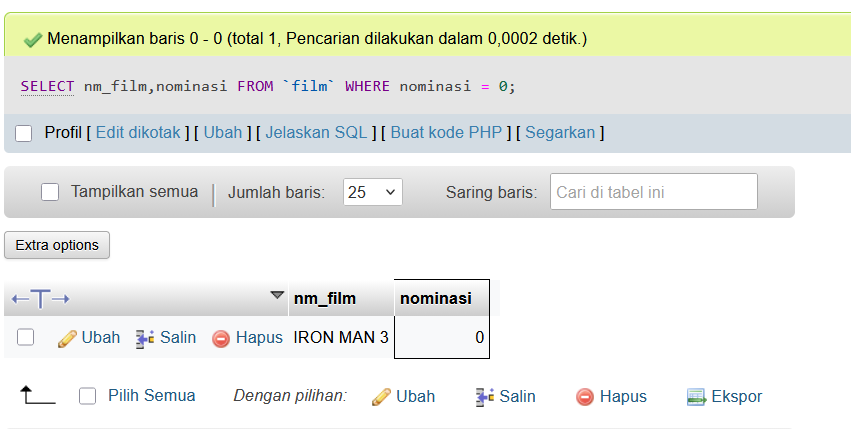 Menampilkan baris 0 - 0 (total 1, Pencarian dilakukan dalam 0,0002 detik.)
SELECT nm_film,nominasi FROM `film` WHERE nominasi = 0;
Profil [ Edit dikotak ] [ Ubah ] [ Jelaskan SQL ] [ Buat kode PHP ] [ Segarkan ]
Tampilkan semua | Jumlah baris: 25 Saring baris: Cari di tabel ini
Extra options
←T→ nm_film nominasi
Ubah Salin Hapus IRON MAN 3 0
Pilih Semua Dengan pilihan: Ubah Salin Hapus Ekspor